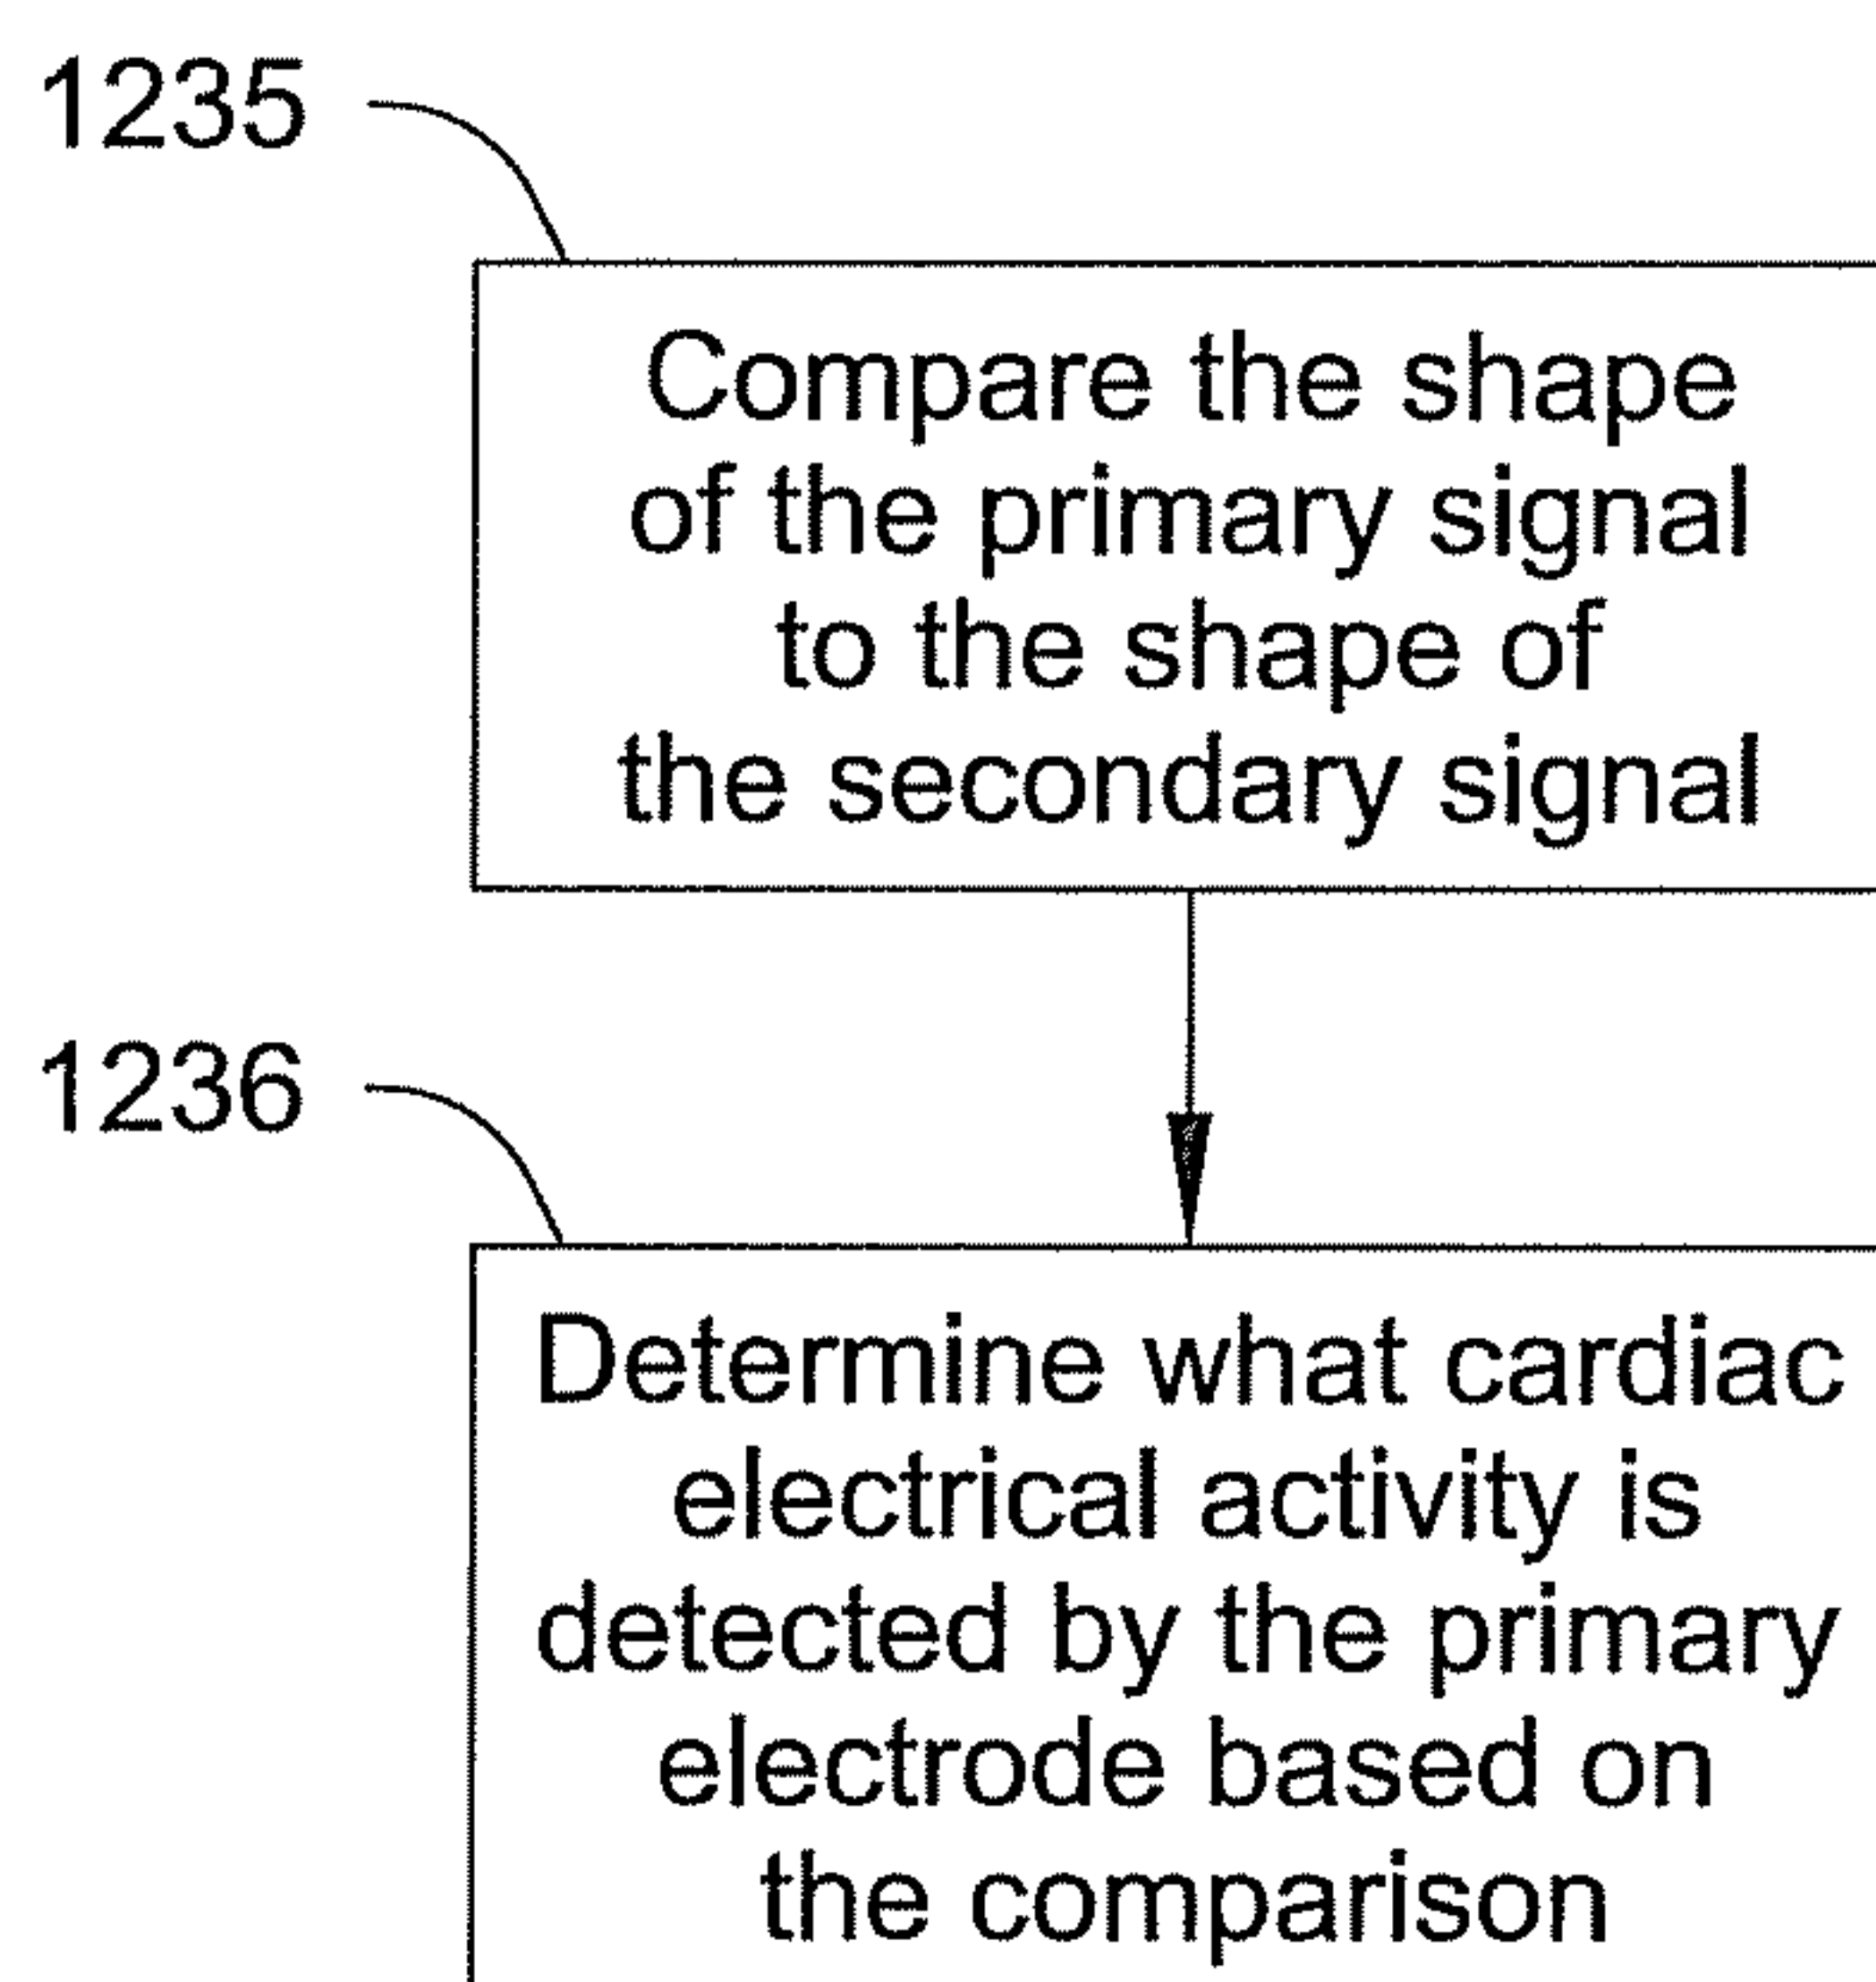 1235
Compare the shape
of the primary signal
to the shape of
the secondary signal
1236
Determine what cardiac
electrical activity is
detected by the primary
electrode based on
the comparison